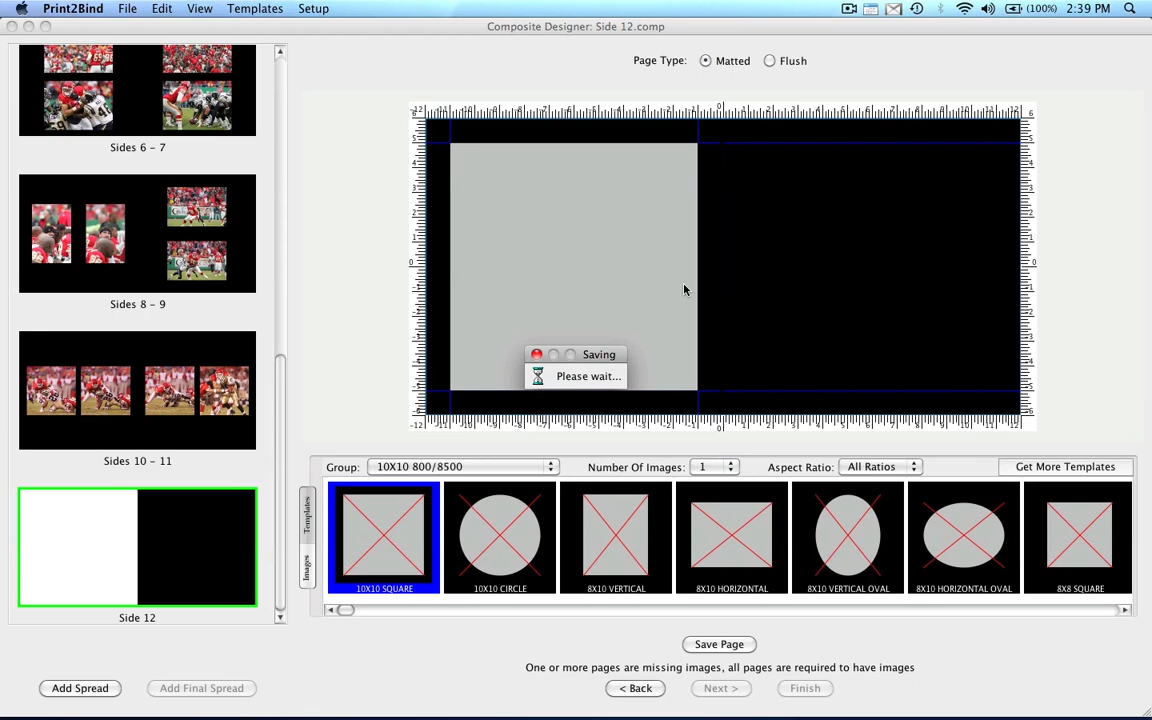 Print2Bind File Edit View Templates Setup (100%) 2:39 PM
Composite Designer: Side 12.comp
Page Type: Matted Flush
Sides 6 - 7
Sides 8 - 9
Sides 10 - 11
Side 12
Saving
Please wait...
Group: 10X10 800/8500 Number Of Images: 1 Aspect Ratio: All Ratios Get More Templates
Templates
Images
10X10 SQUARE 10X10 CIRCLE 8X10 VERTICAL 8X10 HORIZONTAL 8X10 VERTICAL OVAL 8X10 HORIZONTAL OVAL 8X8 SQUARE
Save Page
One or more pages are missing images, all pages are required to have images
Add Spread Add Final Spread < Back Next > Finish